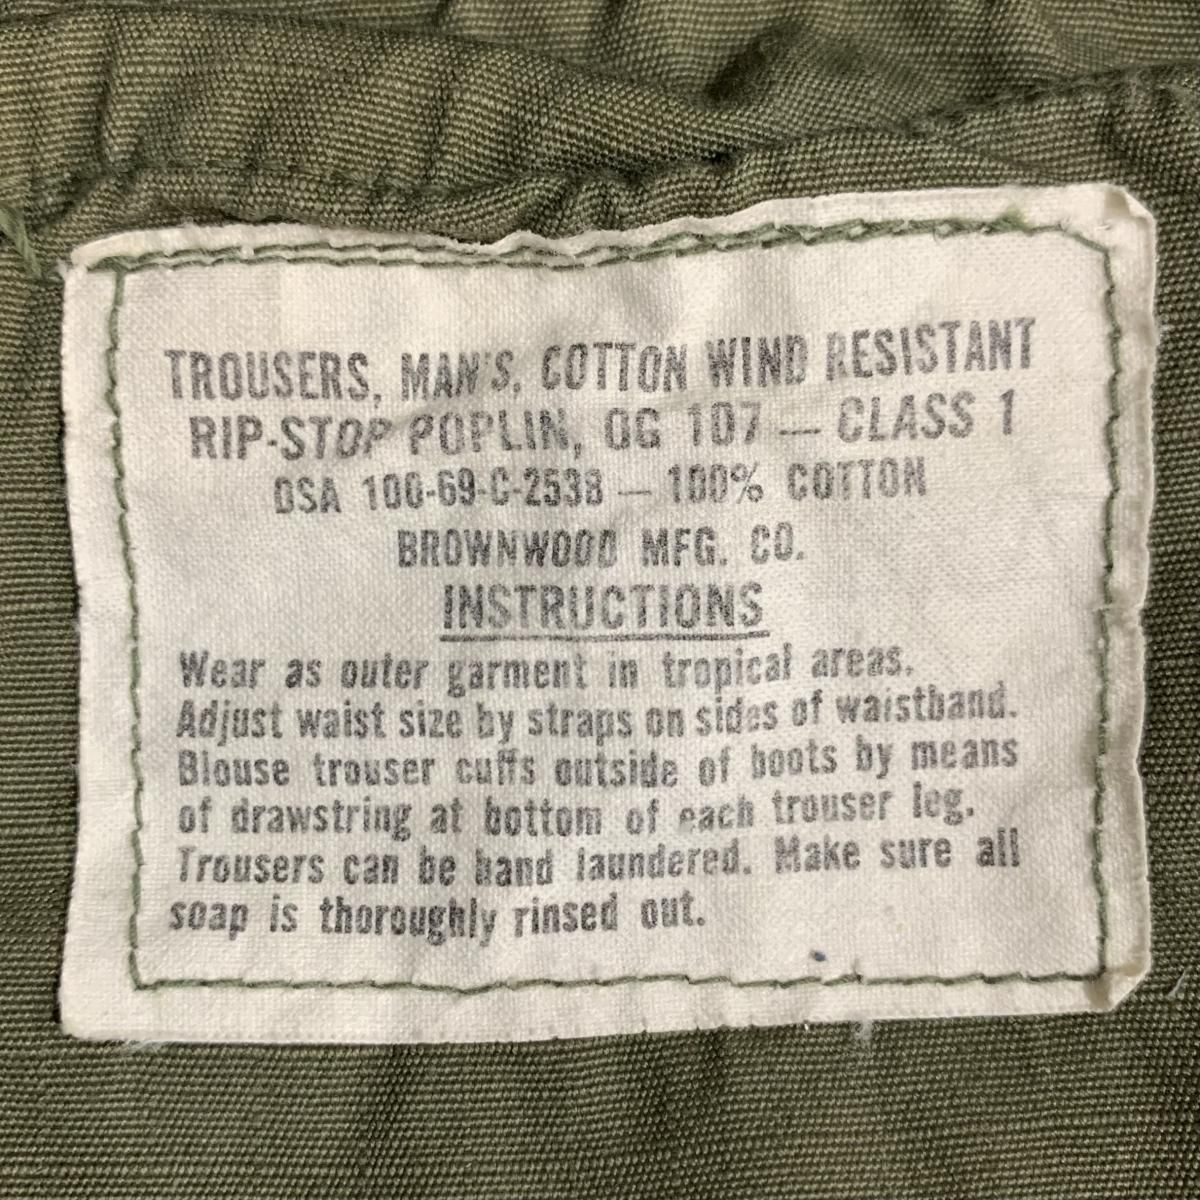 TROUSERS, MAN'S, COTTON WIND RESISTANT
RIP-STOP POPLIN, OG 107 — CLASS 1
DSA 100-69-C-2538 — 100% COTTON
BROWNWOOD MFG. CO.
INSTRUCTIONS
Wear as outer garment in tropical areas.
Adjust waist size by straps on sides of waistband.
Blouse trouser cuffs outside of boots by means
of drawstring at bottom of each trouser leg.
Trousers can be hand laundered. Make sure all
soap is thoroughly rinsed out.